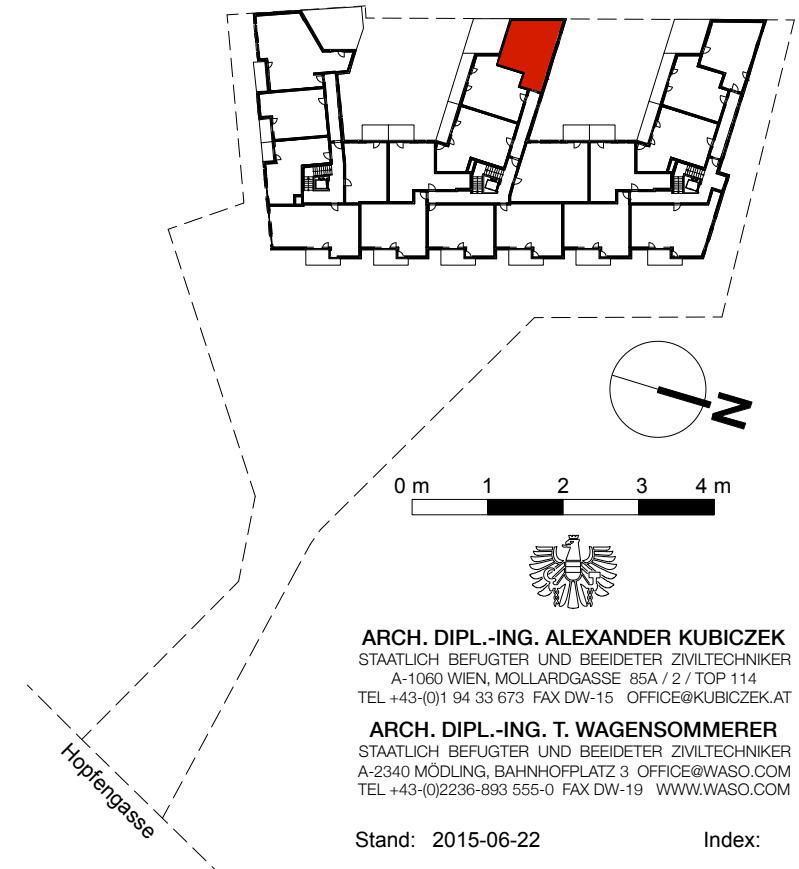 N
0 m 1 2 3 4 m
ARCH. DIPL.-ING. ALEXANDER KUBICZEK
STAATLICH BEFUGTER UND BEEIDETER ZIVILTECHNIKER
A-1060 WIEN, MOLLARDGASSE 85A / 2 / TOP 114
TEL +43-(0)1 94 33 673 FAX DW-15 OFFICE@KUBICZEK.AT
ARCH. DIPL.-ING. T. WAGENSOMMERER
STAATLICH BEFUGTER UND BEEIDETER ZIVILTECHNIKER
A-2340 MÖDLING, BAHNHOFPLATZ 3 OFFICE@WASO.COM
TEL +43-(0)2236-893 555-0 FAX DW-19 WWW.WASO.COM
Hopfengasse
Stand: 2015-06-22 Index: